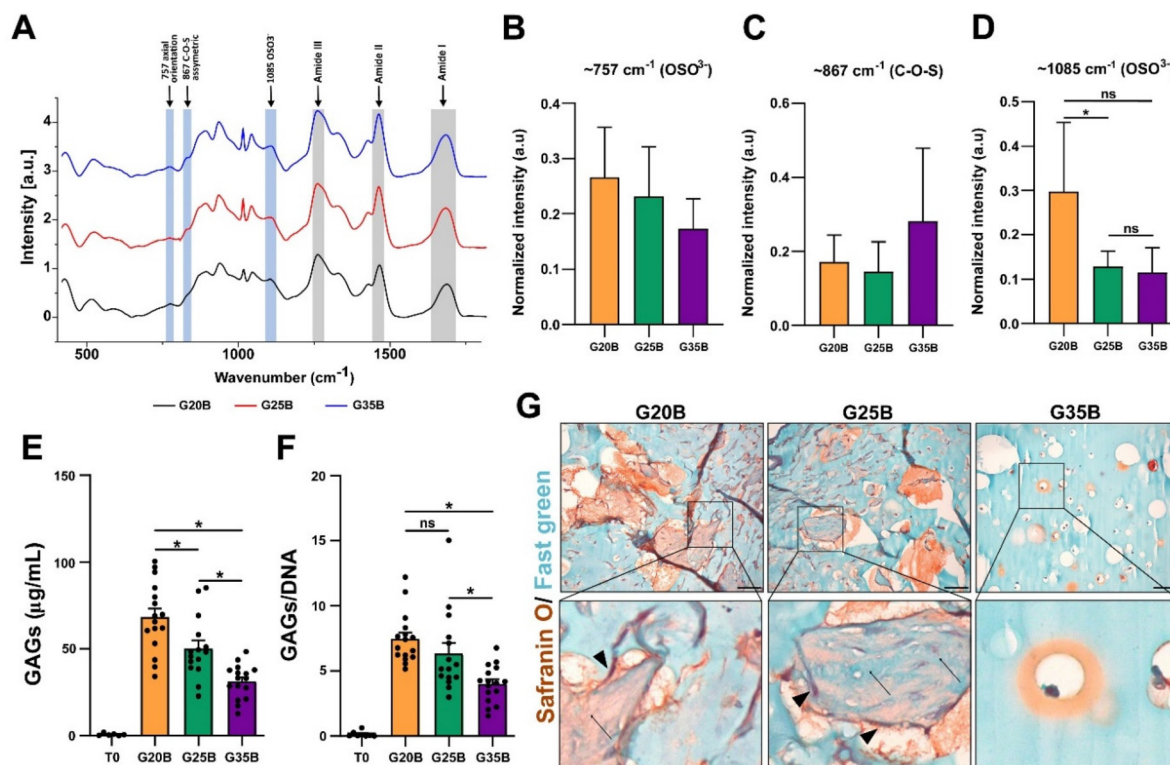 A
757 axial
orientation
867 C-O-S
assymetric
1085 OSO3⁻
Amide III
Amide II
Amide I
Intensity [a.u.]
4
3
2
1
0
500
1000
1500
Wavenumber (cm⁻¹)
G20B
G25B
G35B
B
~757 cm⁻¹ (OSO³⁻)
Normalized intensity (a.u)
0.4
0.3
0.2
0.1
0.0
G20B
G25B
G35B
C
~867 cm⁻¹ (C-O-S)
Normalized intensity (a.u)
0.6
0.4
0.2
0.0
G20B
G25B
G35B
D
~1085 cm⁻¹ (OSO³⁻
Normalized intensity (a.u)
0.5
0.4
0.3
0.2
0.1
0.0
ns
*
ns
G20B
G25B
G35B
E
GAGs (µg/mL)
150
100
50
0
*
*
*
T0
G20B
G25B
G35B
F
GAGs/DNA
20
15
10
5
0
*
ns
*
T0
G20B
G25B
G35B
G
G20B
G25B
G35B
Safranin O/ Fast green